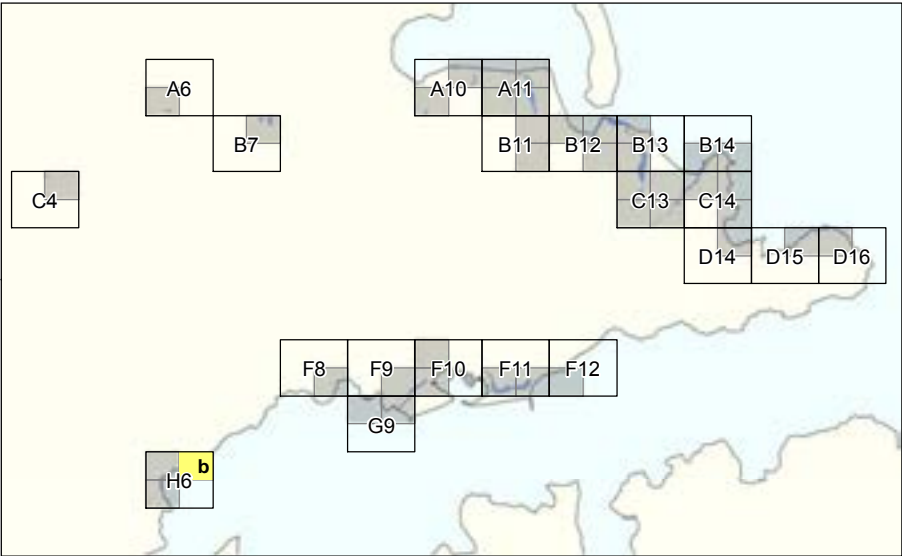 A6 A10 A11
B7 B11 B12 B13 B14
C4 C13 C14
D14 D15 D16
F8 F9 F10 F11 F12
G9
b
H6